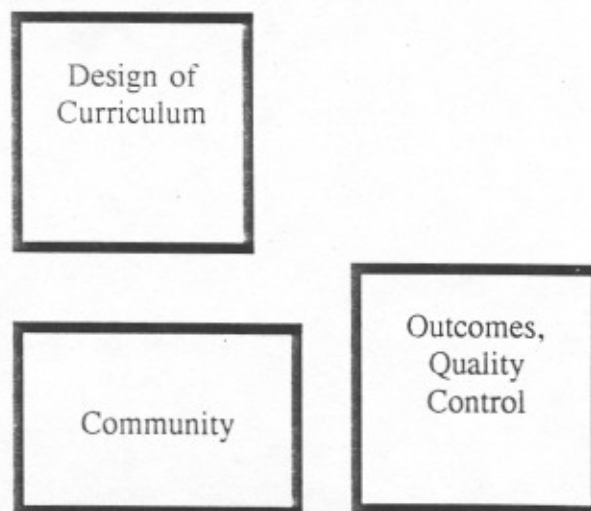 Design of
Curriculum
Community
Outcomes,
Quality
Control